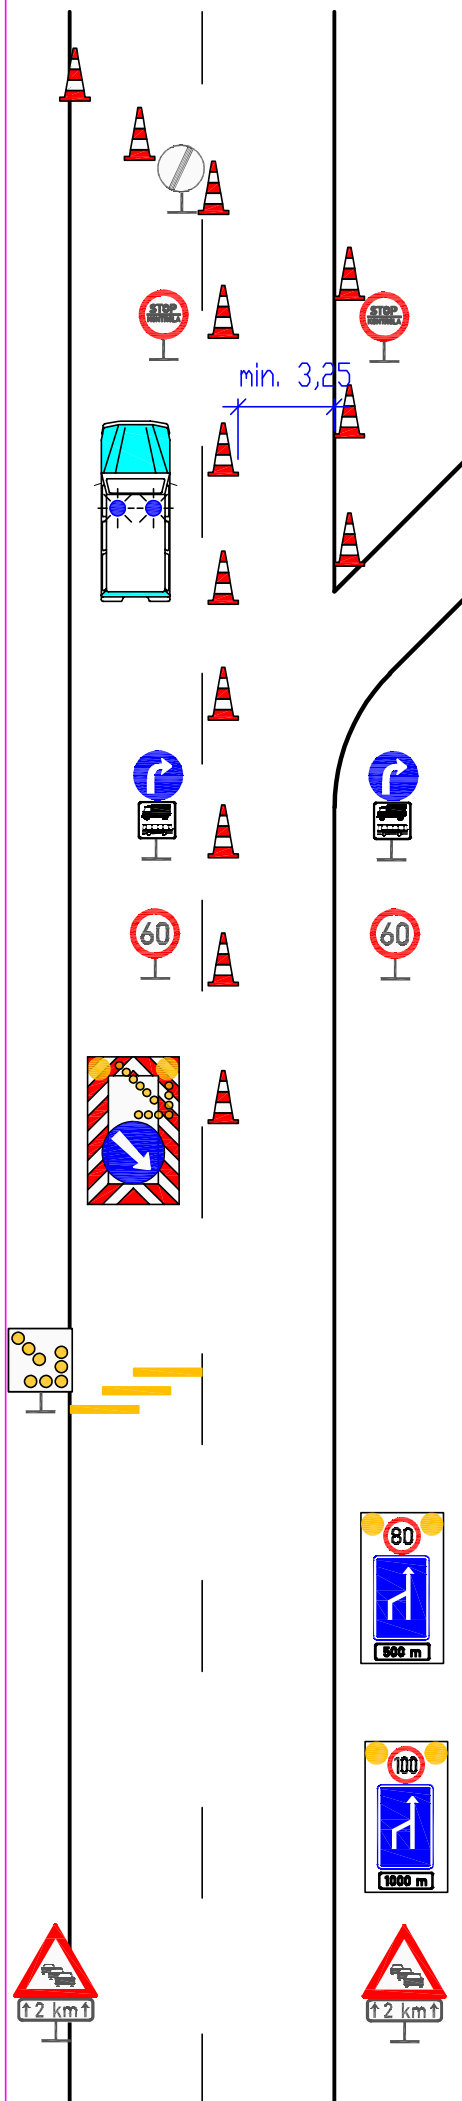 STOP
KONTROLA
STOP
KONTROLA
min. 3,25
60
60
80
500 m
100
1000 m
↑2 km↑
↑2 km↑